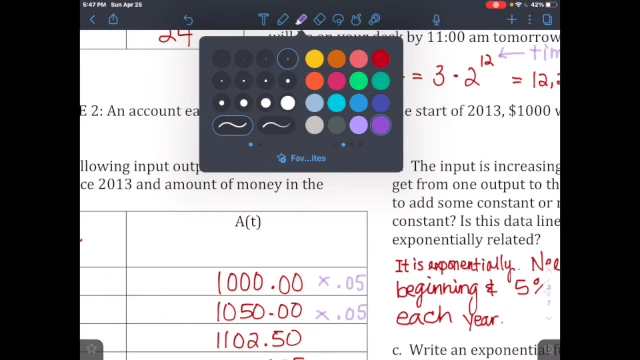 5:47 PM Sun Apr 25
42%
24
will
on your desk by 11:00 am tomorrow
= 3 · 2^12 = 12,2
← tim
E 2: An account ea
e start of 2013, $1000 w
Fav...ites
llowing input outp
ce 2013 and amount of money in the
The input is increasing
get from one output to th
to add some constant or
constant? Is this data line
exponentially related?
A(t)
1000.00 x .05
1050.00 x .05
1102.50
It is exponentially.
beginning & 5%
each year.
c. Write an exponential f